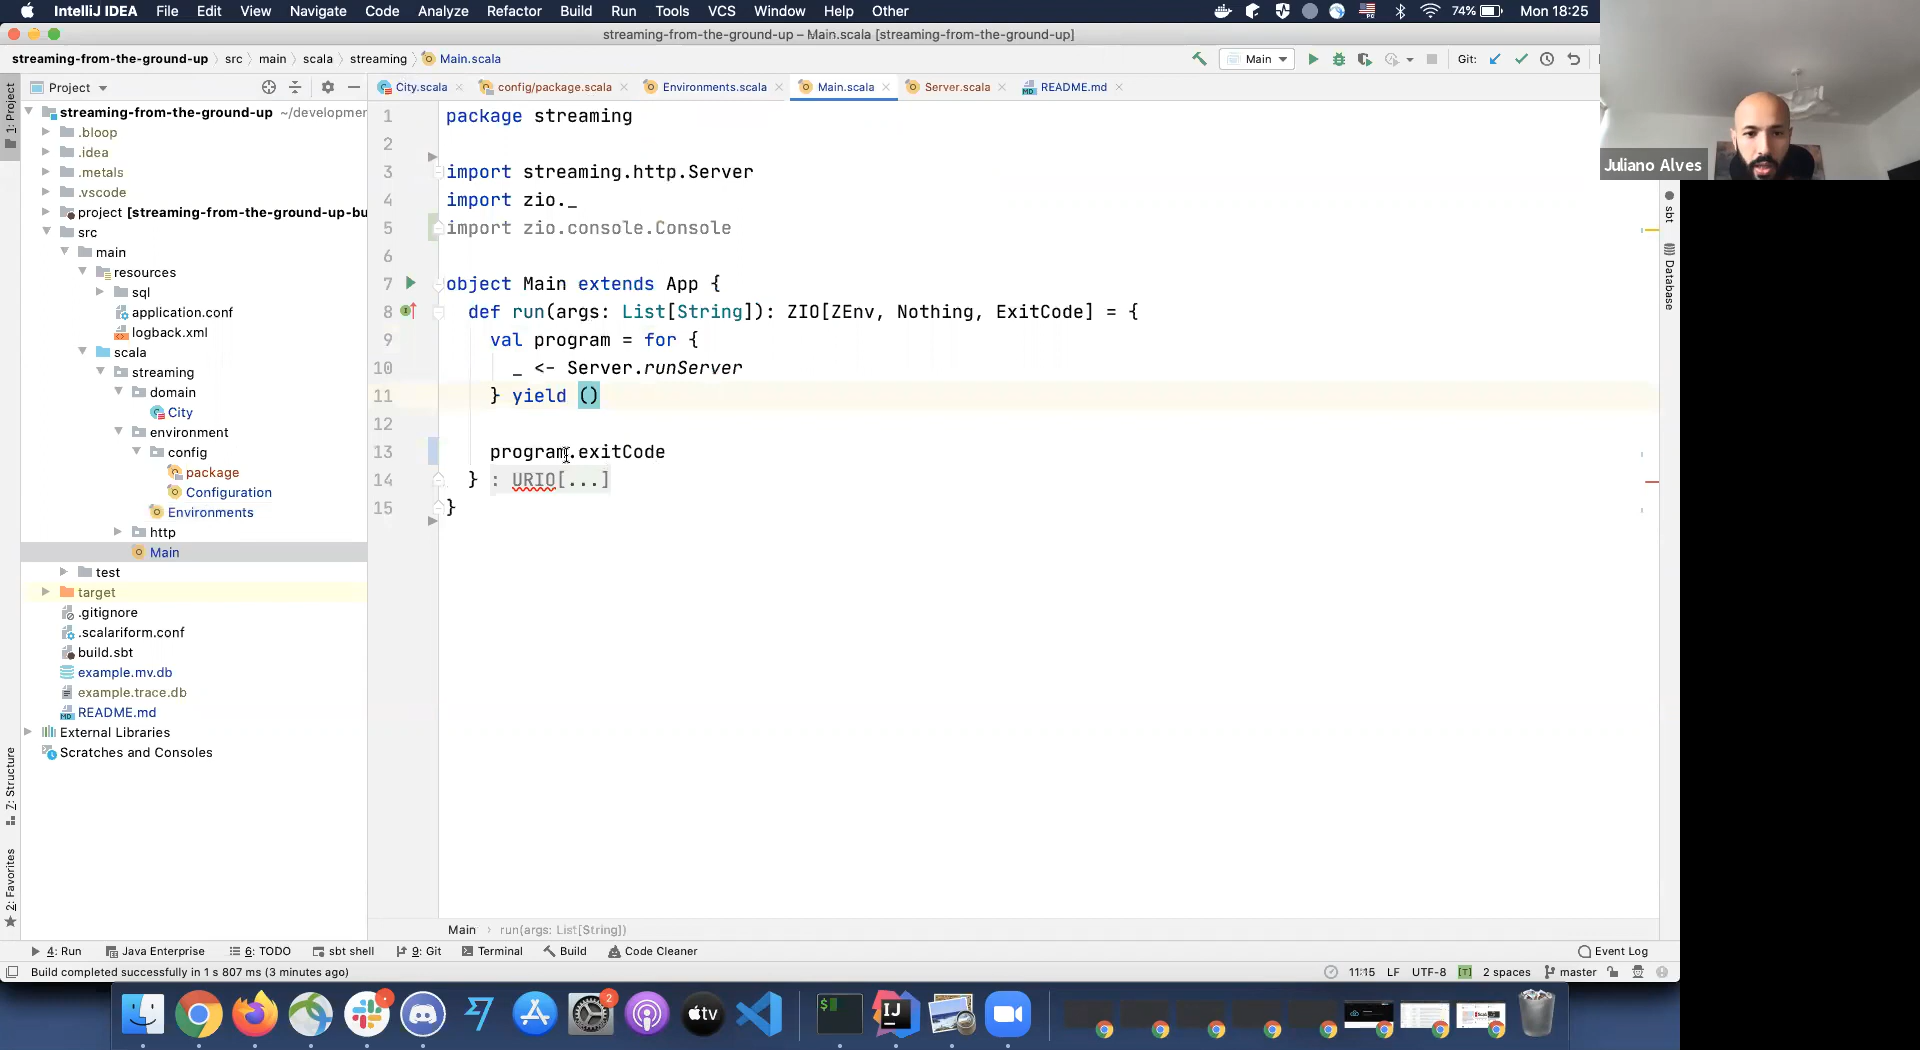 IntelliJ IDEA File Edit View Navigate Code Analyze Refactor Build Run Tools VCS Window Help Other 74% Mon 18:25
streaming-from-the-ground-up – Main.scala [streaming-from-the-ground-up]
streaming-from-the-ground-up › src › main › scala › streaming › Main.scala Main Git:
Project City.scala config/package.scala Environments.scala Main.scala Server.scala README.md
1: Project
streaming-from-the-ground-up ~/developmer
.bloop
.idea
.metals
.vscode
project [streaming-from-the-ground-up-bu
src
main
resources
sql
application.conf
logback.xml
scala
streaming
domain
City
environment
config
package
Configuration
Environments
http
Main
test
target
.gitignore
.scalariform.conf
build.sbt
example.mv.db
example.trace.db
README.md
External Libraries
Scratches and Consoles
7: Structure
2: Favorites
1 package streaming
2
3 import streaming.http.Server
4 import zio._
5 import zio.console.Console
6
7 object Main extends App {
8 def run(args: List[String]): ZIO[ZEnv, Nothing, ExitCode] = {
9 val program = for {
10 _ <- Server.runServer
11 } yield ()
12
13 program.exitCode
14 } : URIO[...]
15 }
Juliano Alves
sbt
Database
Main › run(args: List[String])
4: Run Java Enterprise 6: TODO sbt shell 9: Git Terminal Build Code Cleaner Event Log
Build completed successfully in 1 s 807 ms (3 minutes ago) 11:15 LF UTF-8 [T] 2 spaces master
2
tv
$
IJ